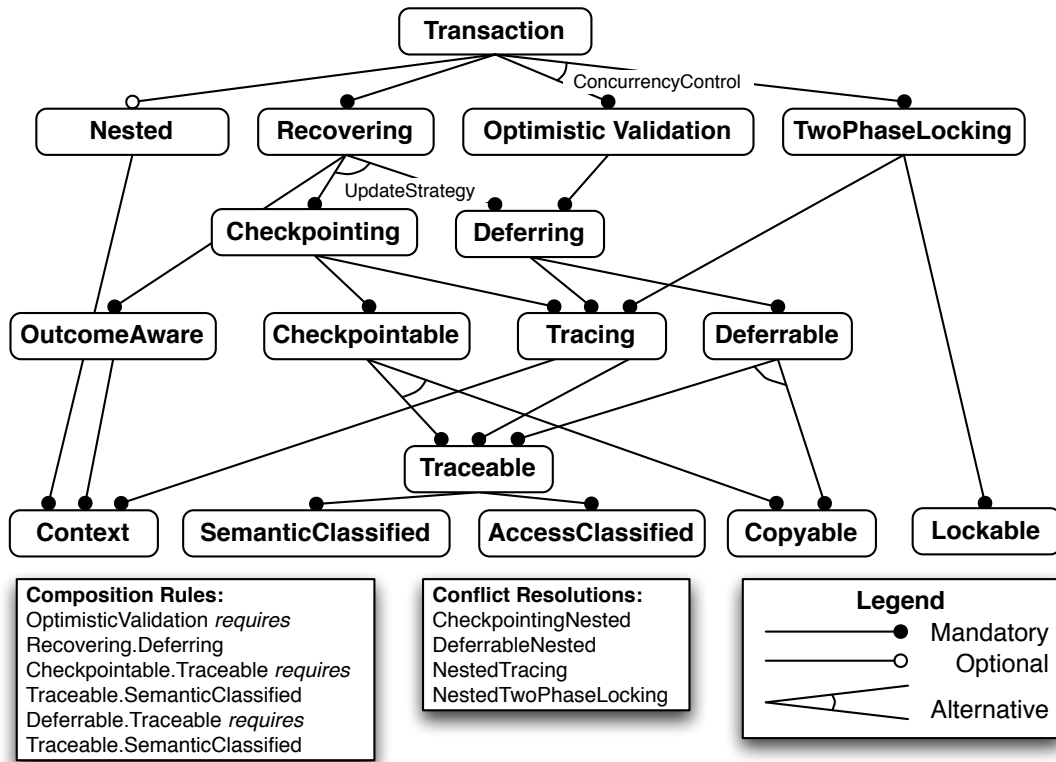 Transaction
ConcurrencyControl
Nested
Recovering
Optimistic Validation
TwoPhaseLocking
UpdateStrategy
Checkpointing
Deferring
OutcomeAware
Checkpointable
Tracing
Deferrable
Traceable
Context
SemanticClassified
AccessClassified
Copyable
Lockable
Composition Rules:
OptimisticValidation requires
Recovering.Deferring
Checkpointable.Traceable requires
Traceable.SemanticClassified
Deferrable.Traceable requires
Traceable.SemanticClassified
Conflict Resolutions:
CheckpointingNested
DeferrableNested
NestedTracing
NestedTwoPhaseLocking
Legend
Mandatory
Optional
Alternative